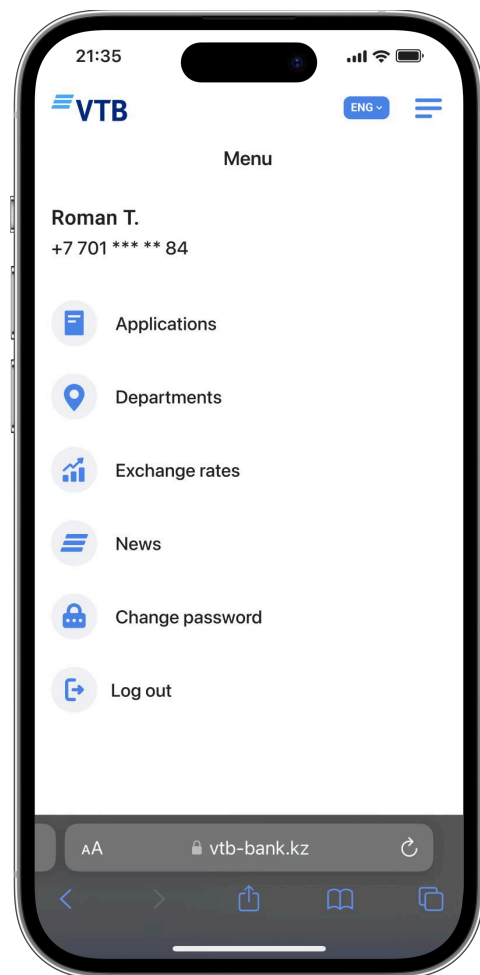 21:35
VTB
ENG
Menu
Roman T.
+7 701 *** ** 84
Applications
Departments
Exchange rates
News
Change password
Log out
AA
vtb-bank.kz